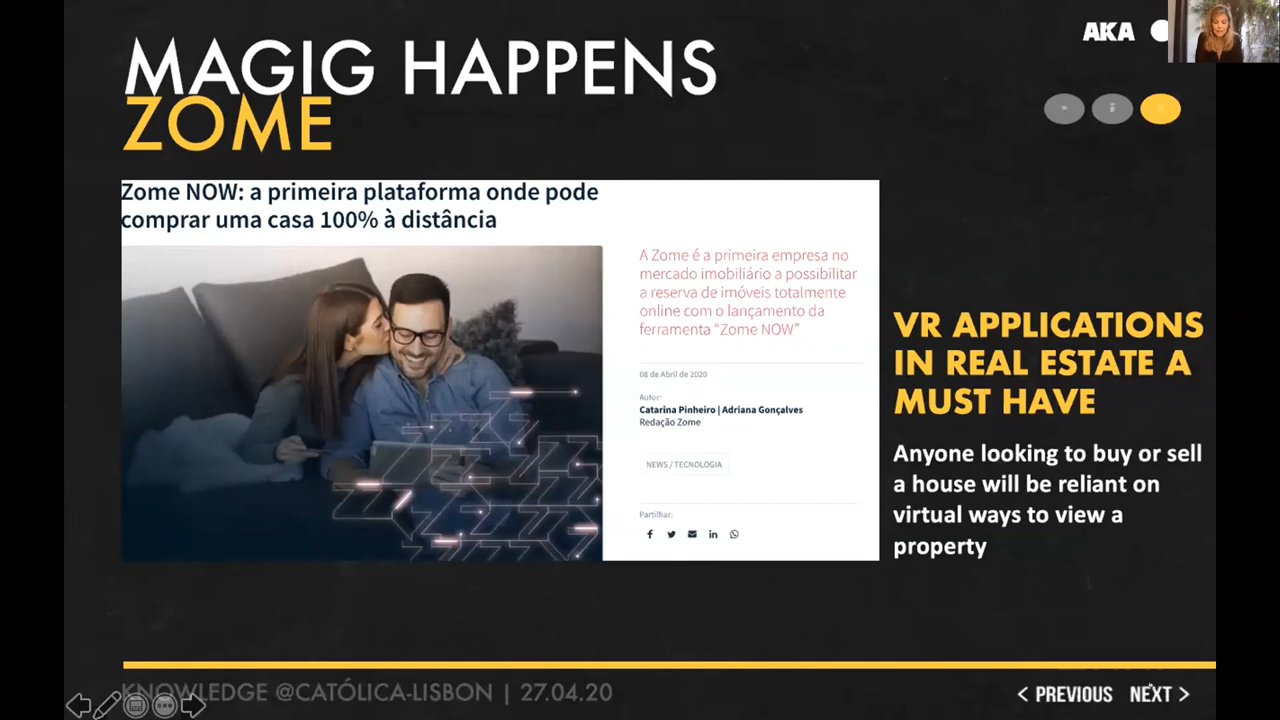 AKA
MAGIG HAPPENS
ZOME
Zome NOW: a primeira plataforma onde pode
comprar uma casa 100% à distância
A Zome é a primeira empresa no
mercado imobiliário a possibilitar
a reserva de imóveis totalmente
online com o lançamento da
ferramenta “Zome NOW”
08 de Abril de 2020
Autor:
Catarina Pinheiro | Adriana Gonçalves
Redação Zome
NEWS / TECNOLOGIA
Partilhar:
VR APPLICATIONS
IN REAL ESTATE A
MUST HAVE
Anyone looking to buy or sell
a house will be reliant on
virtual ways to view a
property
KNOWLEDGE @CATÓLICA-LISBON | 27.04.20
< PREVIOUS NEXT >